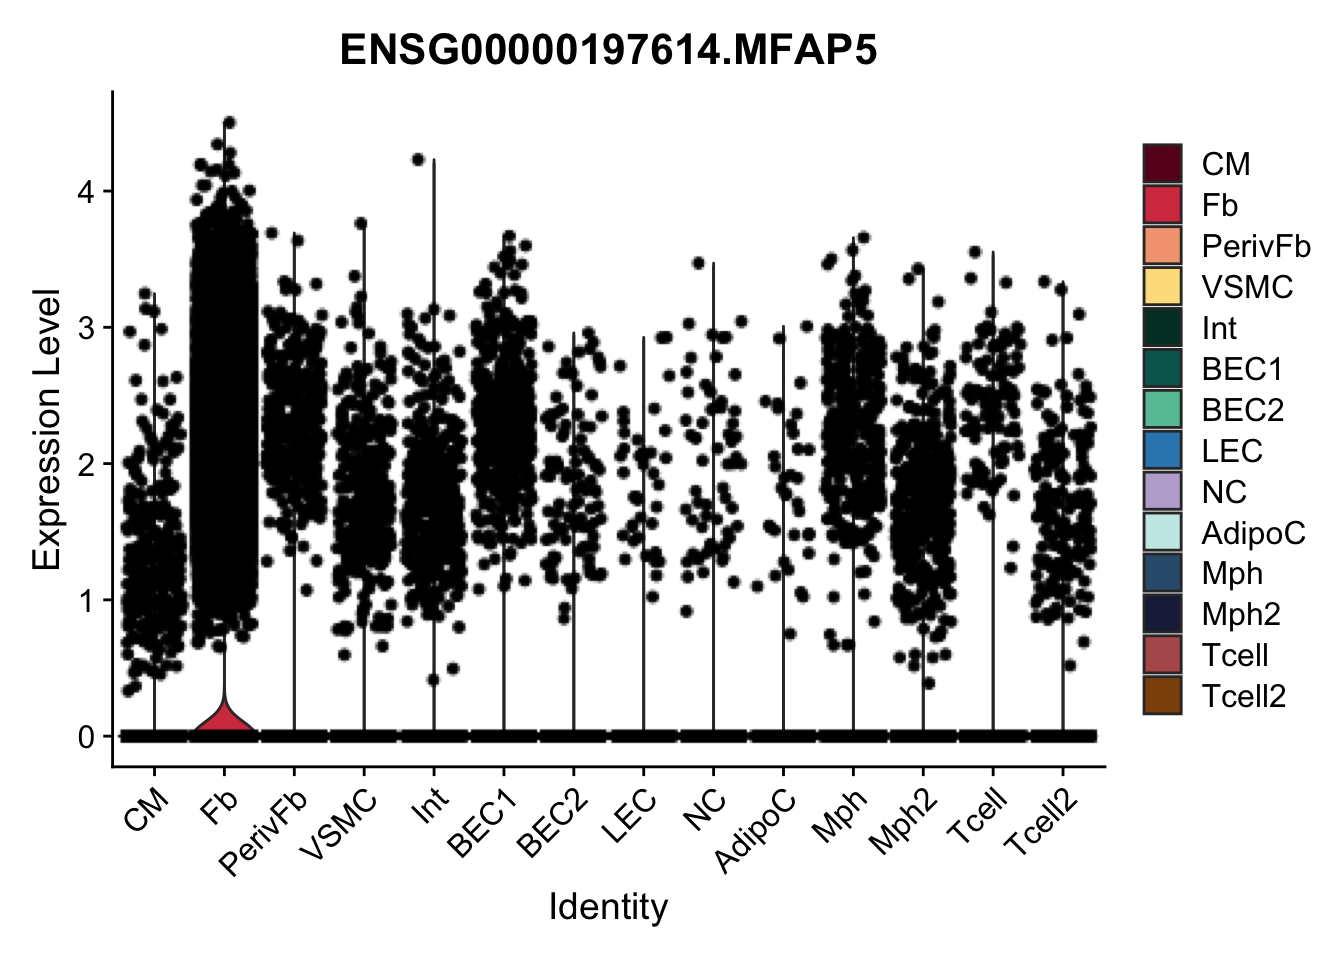 ENSG00000197614.MFAP5
Expression Level
4
3
2
1
0
CM
Fb
PerivFb
VSMC
Int
BEC1
BEC2
LEC
NC
AdipoC
Mph
Mph2
Tcell
Tcell2
Identity
CM
Fb
PerivFb
VSMC
Int
BEC1
BEC2
LEC
NC
AdipoC
Mph
Mph2
Tcell
Tcell2